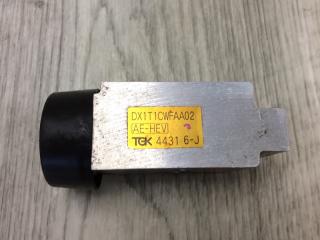 DX1T1CWFAA02
(AE-HEV)
TGK 4431 6-J